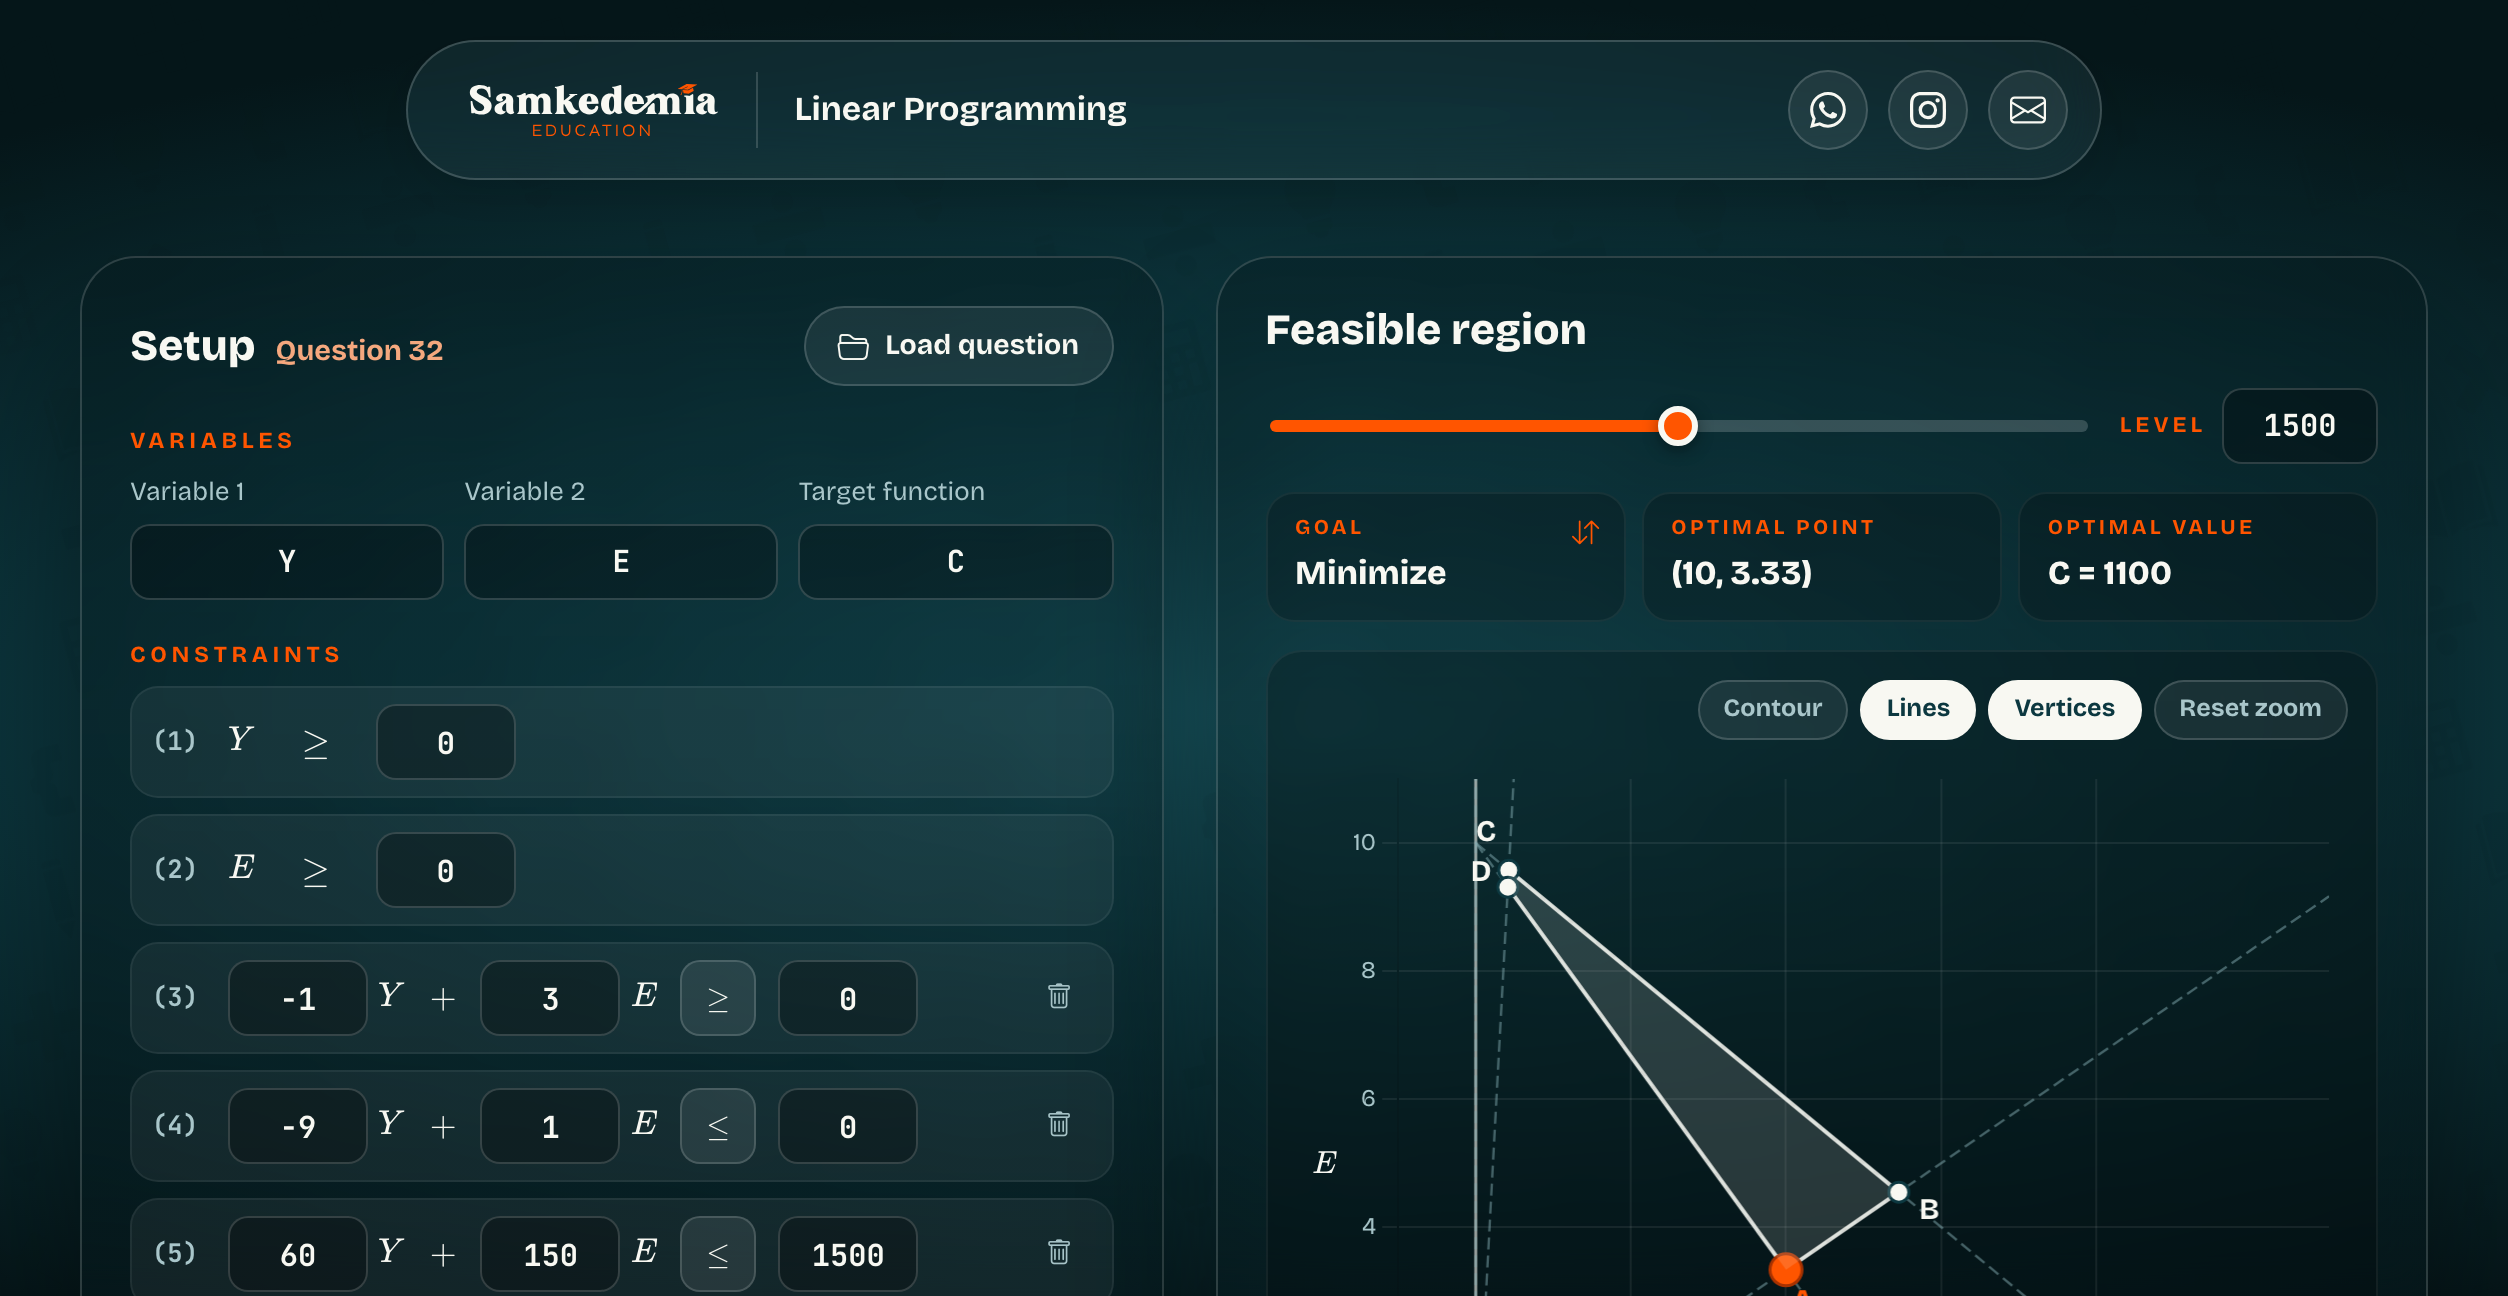 Samkedemia
EDUCATION
Linear Programming
Setup Question 32
Load question
VARIABLES
Variable 1 Variable 2 Target function
Y E C
CONSTRAINTS
(1) Y ≥ 0
(2) E ≥ 0
(3) -1 Y + 3 E ≥ 0
(4) -9 Y + 1 E ≤ 0
(5) 60 Y + 150 E ≤ 1500
Feasible region
LEVEL 1500
GOAL
Minimize
OPTIMAL POINT
(10, 3.33)
OPTIMAL VALUE
C = 1100
Contour Lines Vertices Reset zoom
C
10
D
8
6
E
B
4